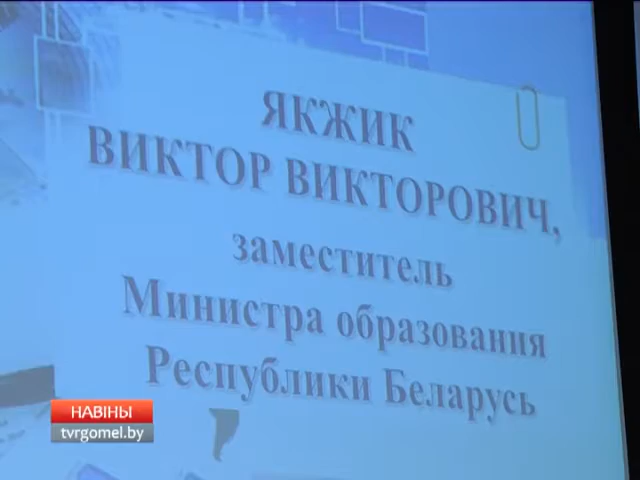 ЯКЖИК
ВИКТОР ВИКТОРОВИЧ,
заместитель
Министра образования
Республики Беларусь
НАВІНЫ
tvrgomel.by